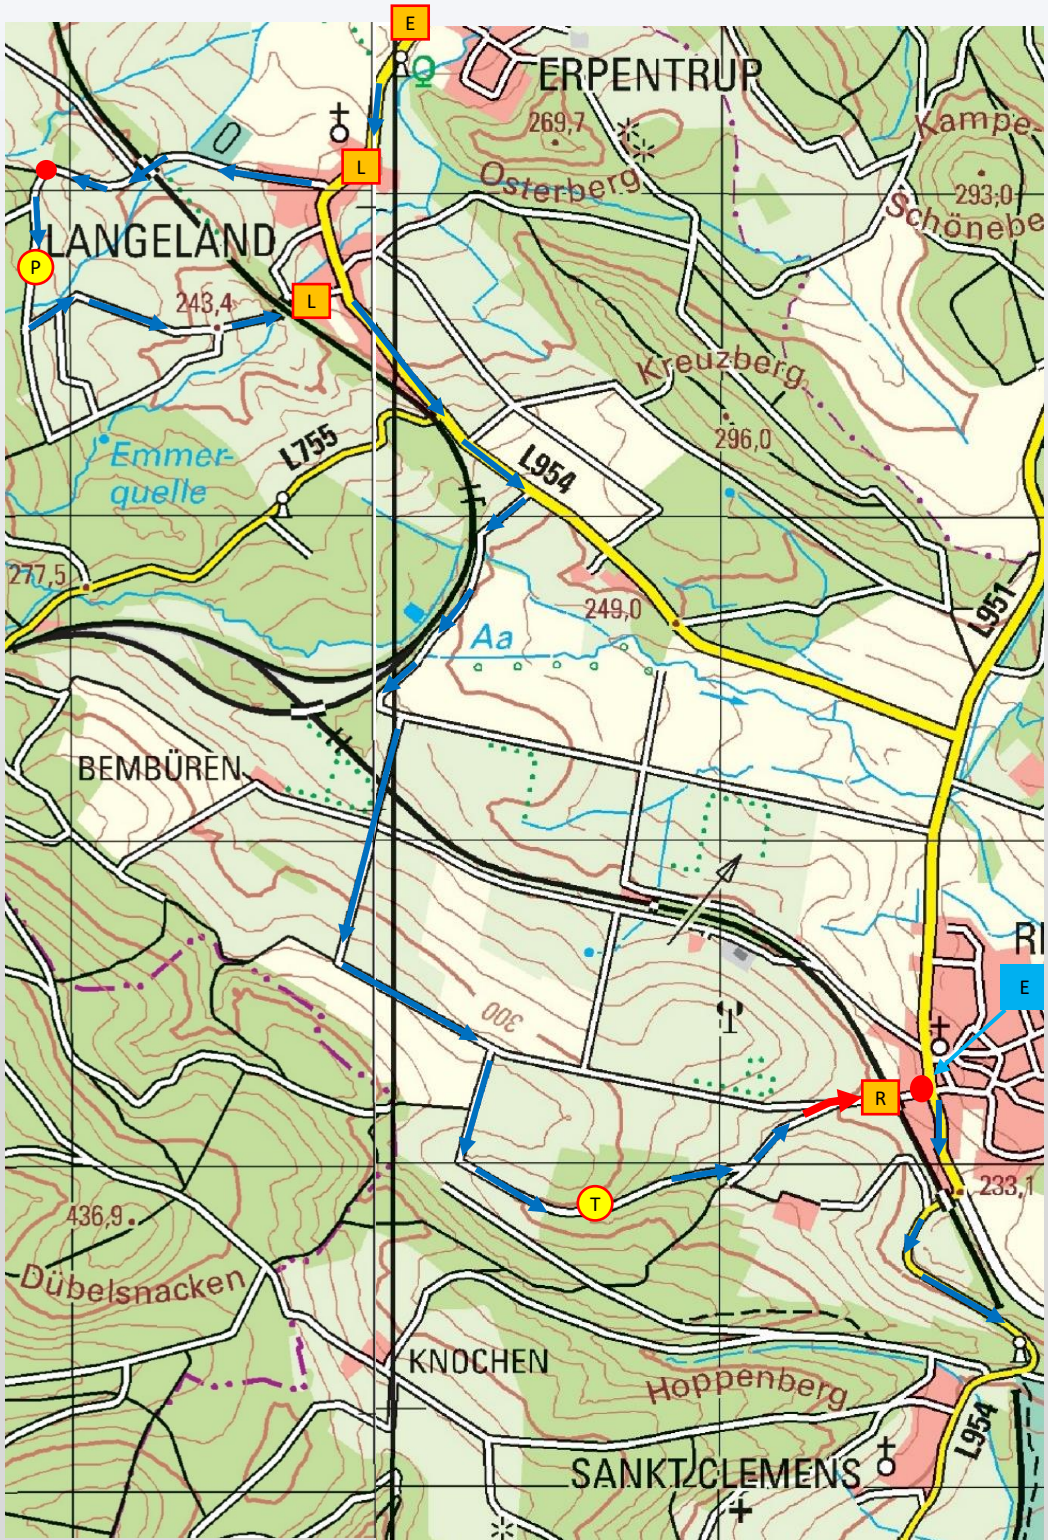 E
ERPENTRUP
269,7
Kampe-
L
Osterberg
293,0
Schönebe
LANGELAND
P
L
243,4
Kreuzberg
296,0
L755
L954
Emmer-
quelle
277,5
249,0
L951
Aa
BEMBÜREN
300
E
R
233,1
T
436,9
Dübelsnacken
KNOCHEN
Hoppenberg
L954
SANKT CLEMENS